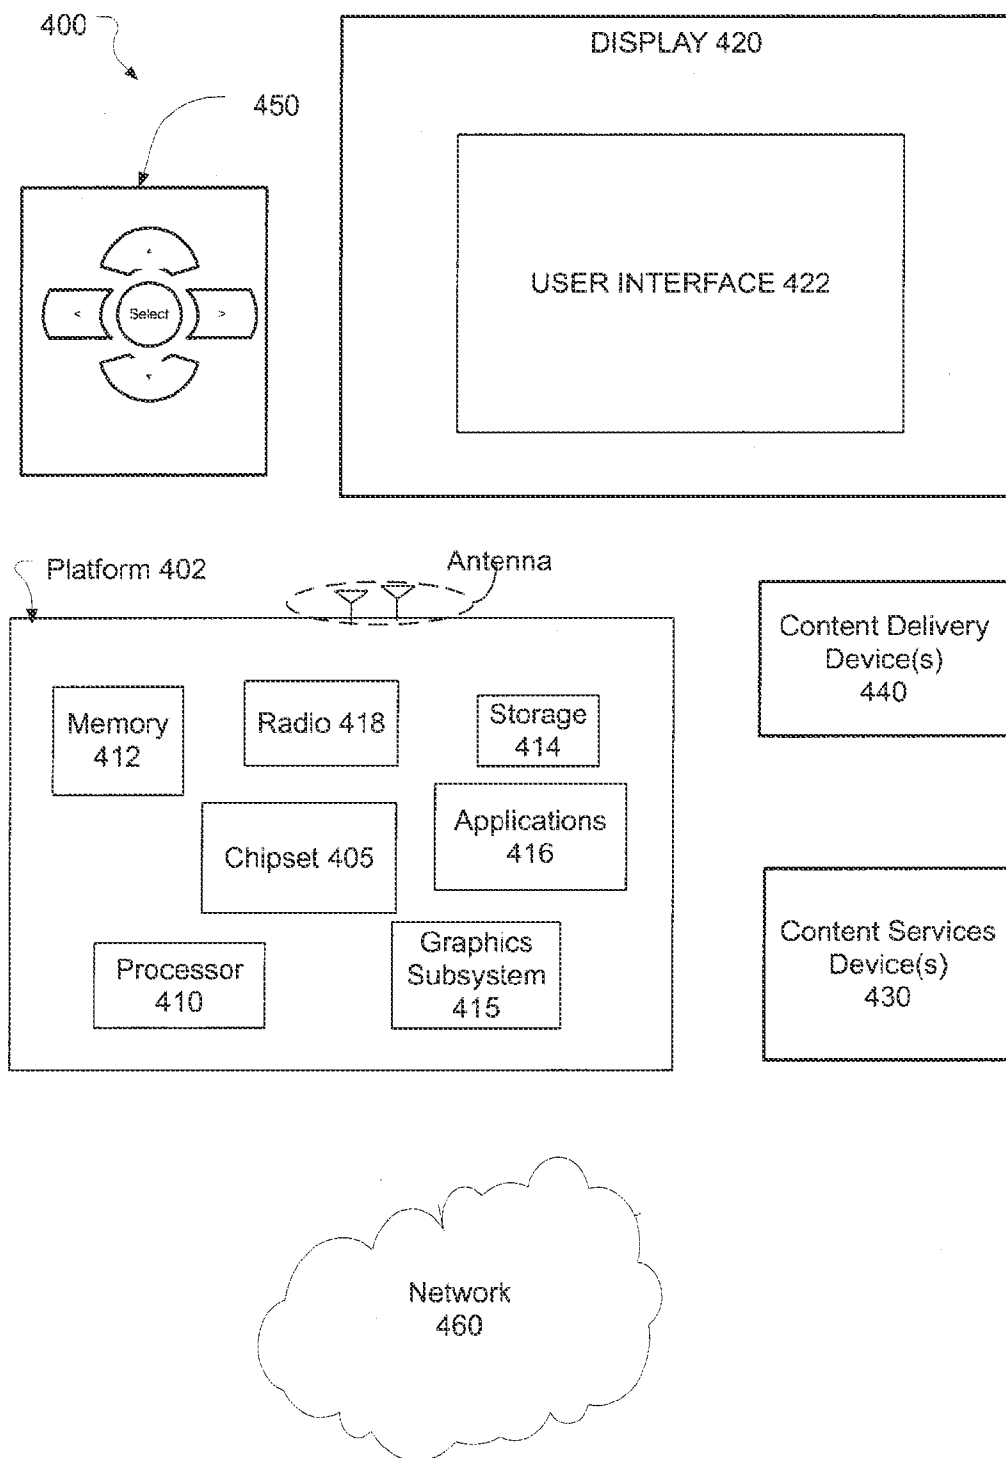 400
450
DISPLAY 420
USER INTERFACE 422
<
Select
>
Platform 402
Antenna
Memory
412
Radio 418
Storage
414
Chipset 405
Applications
416
Processor
410
Graphics
Subsystem
415
Content Delivery
Device(s)
440
Content Services
Device(s)
430
Network
460